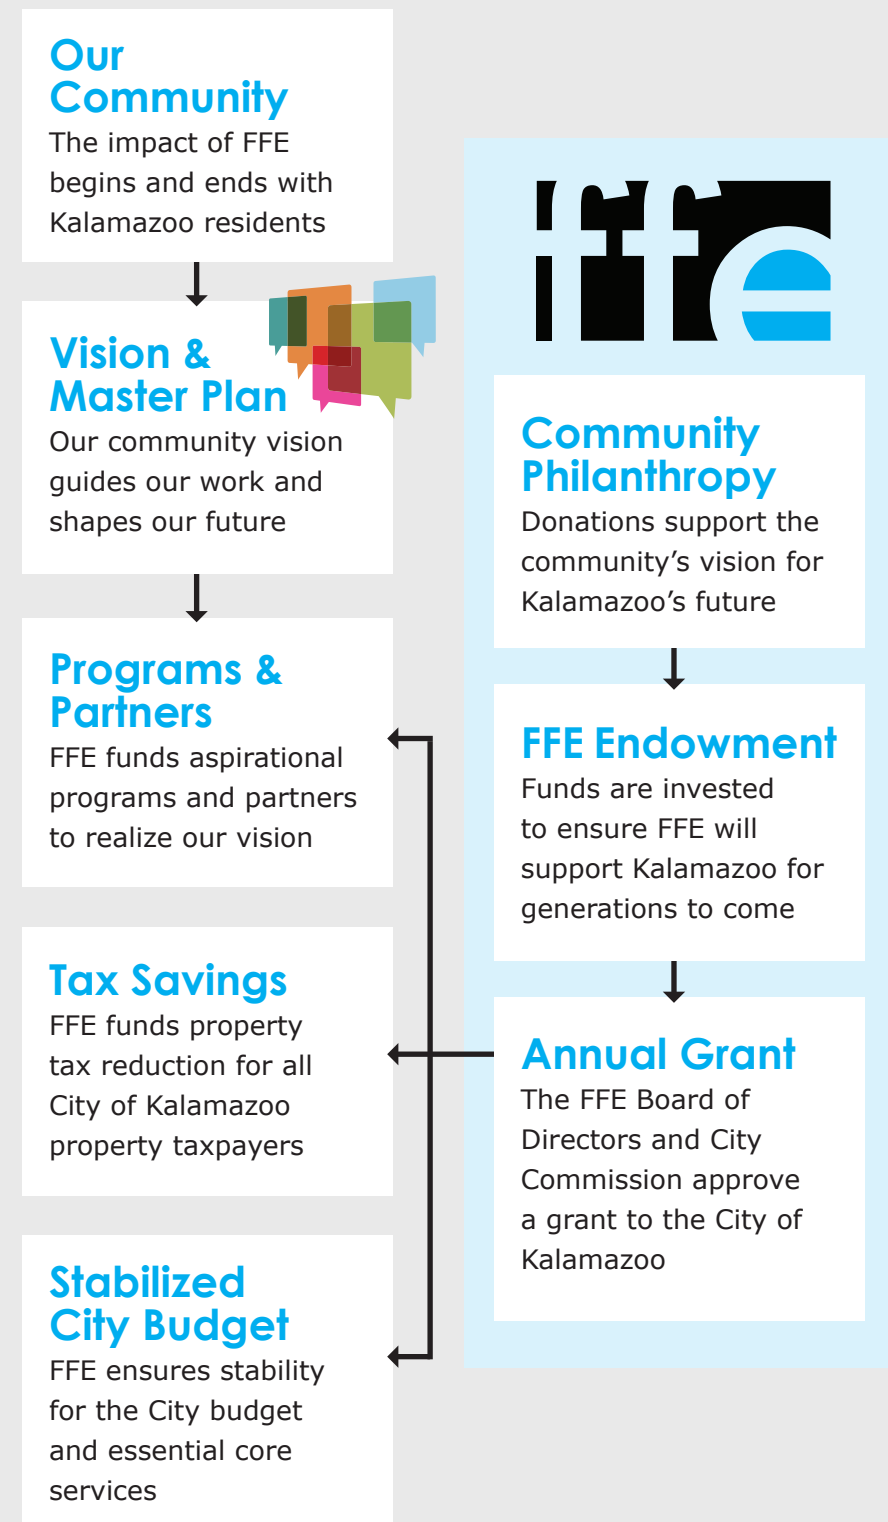 Our
Community
The impact of FFE
begins and ends with
Kalamazoo residents
Vision &
Master Plan
Our community vision
guides our work and
shapes our future
Programs &
Partners
FFE funds aspirational
programs and partners
to realize our vision
Tax Savings
FFE funds property
tax reduction for all
City of Kalamazoo
property taxpayers
Stabilized
City Budget
FFE ensures stability
for the City budget
and essential core
services
ffe
Community
Philanthropy
Donations support the
community’s vision for
Kalamazoo’s future
FFE Endowment
Funds are invested
to ensure FFE will
support Kalamazoo for
generations to come
Annual Grant
The FFE Board of
Directors and City
Commission approve
a grant to the City of
Kalamazoo